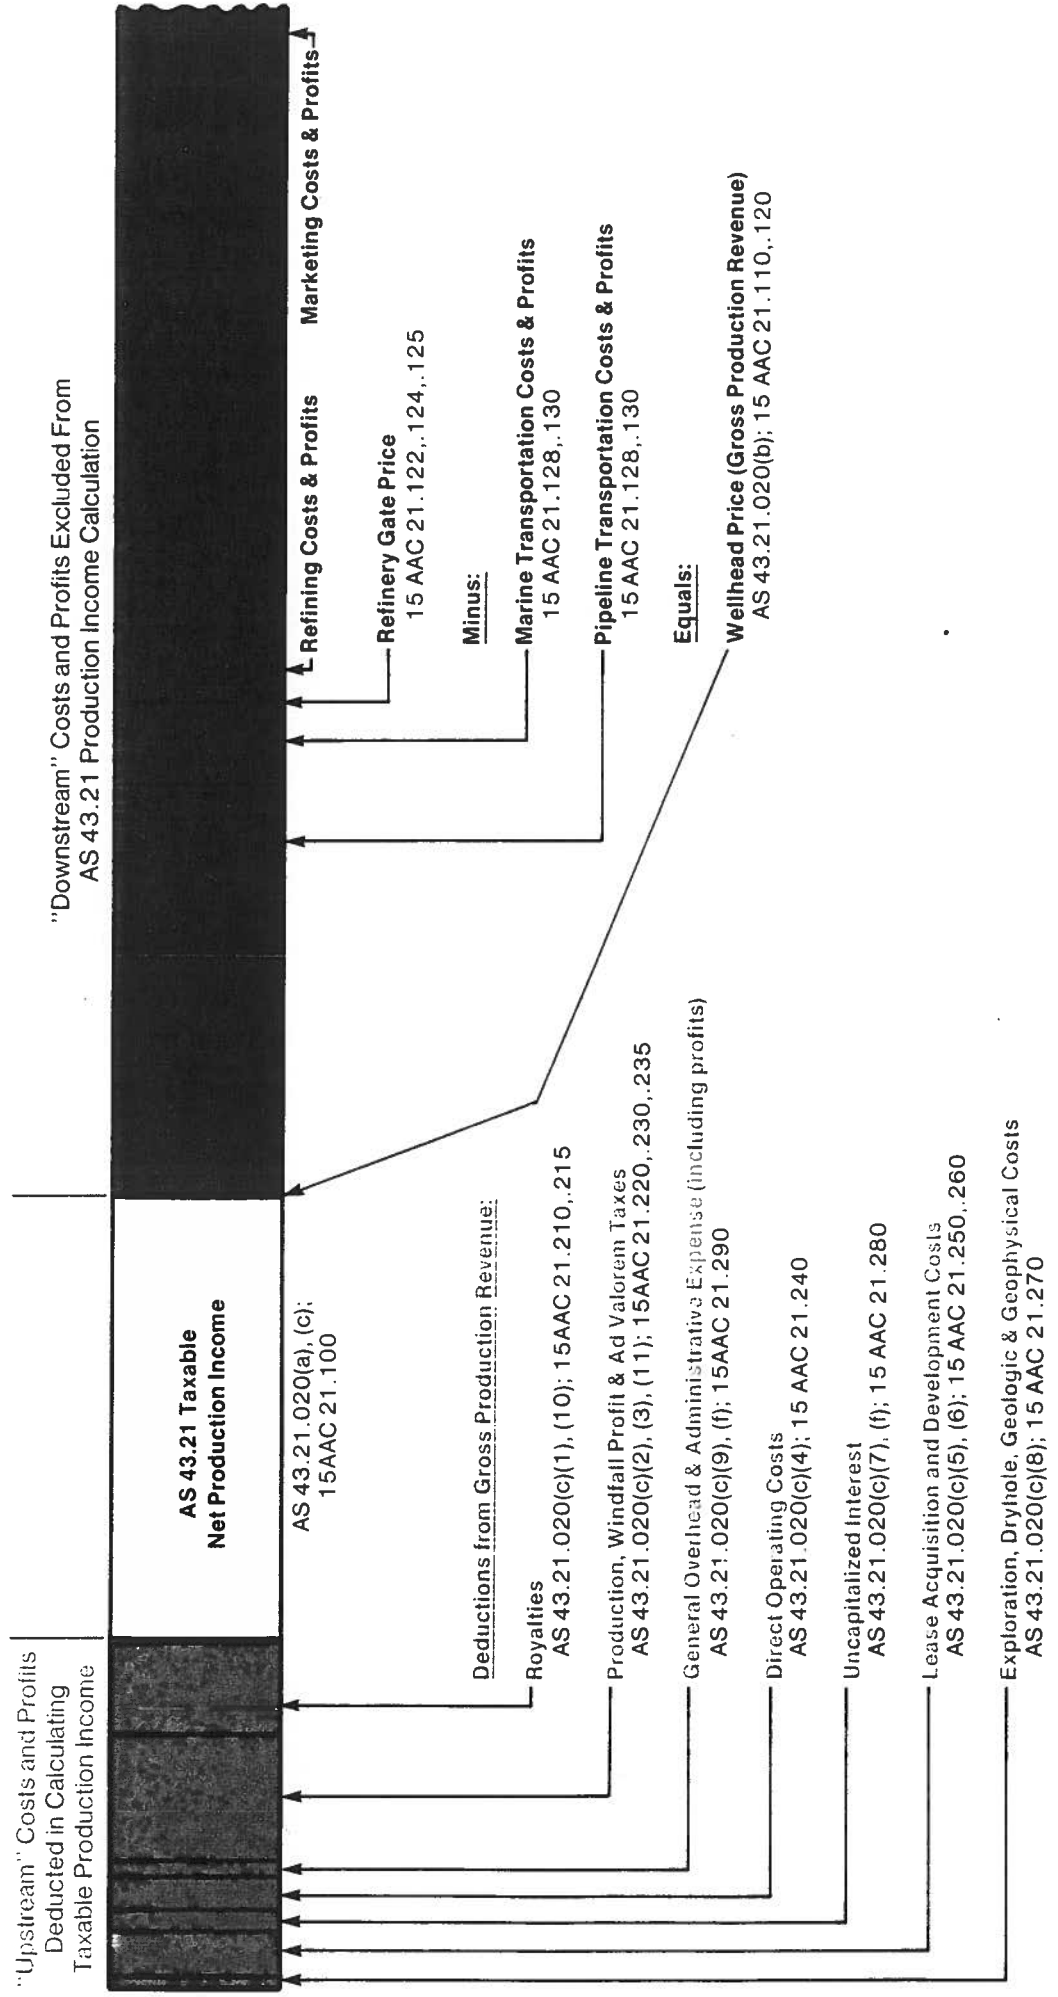 "Upstream" Costs and Profits
Deducted in Calculating
Taxable Production Income
"Downstream" Costs and Profits Excluded From
AS 43.21 Production Income Calculation
AS 43.21 Taxable
Net Production Income
AS 43.21.020(a), (c);
15AAC 21.100
Refining Costs & Profits
Marketing Costs & Profits
Refinery Gate Price
15 AAC 21.122,.124,.125
Minus:
Marine Transportation Costs & Profits
15 AAC 21.128,.130
Pipeline Transportation Costs & Profits
15 AAC 21.128,.130
Equals:
Wellhead Price (Gross Production Revenue)
AS 43.21.020(b); 15 AAC 21.110,.120
Deductions from Gross Production Revenue:
Royalties
AS 43.21.020(c)(1), (10); 15AAC 21.210,.215
Production, Windfall Profit & Ad Valorem Taxes
AS 43.21.020(c)(2), (3), (11); 15AAC 21.220,.230,.235
General Overhead & Administrative Expense (including profits)
AS 43.21.020(c)(9), (f); 15AAC 21.290
Direct Operating Costs
AS 43.21.020(c)(4); 15 AAC 21.240
Uncapitalized Interest
AS 43.21.020(c)(7), (f); 15 AAC 21.280
Lease Acquisition and Development Costs
AS 43.21.020(c)(5), (6); 15 AAC 21.250,.260
Exploration, Dryhole, Geologic & Geophysical Costs
AS 43.21.020(c)(8); 15 AAC 21.270